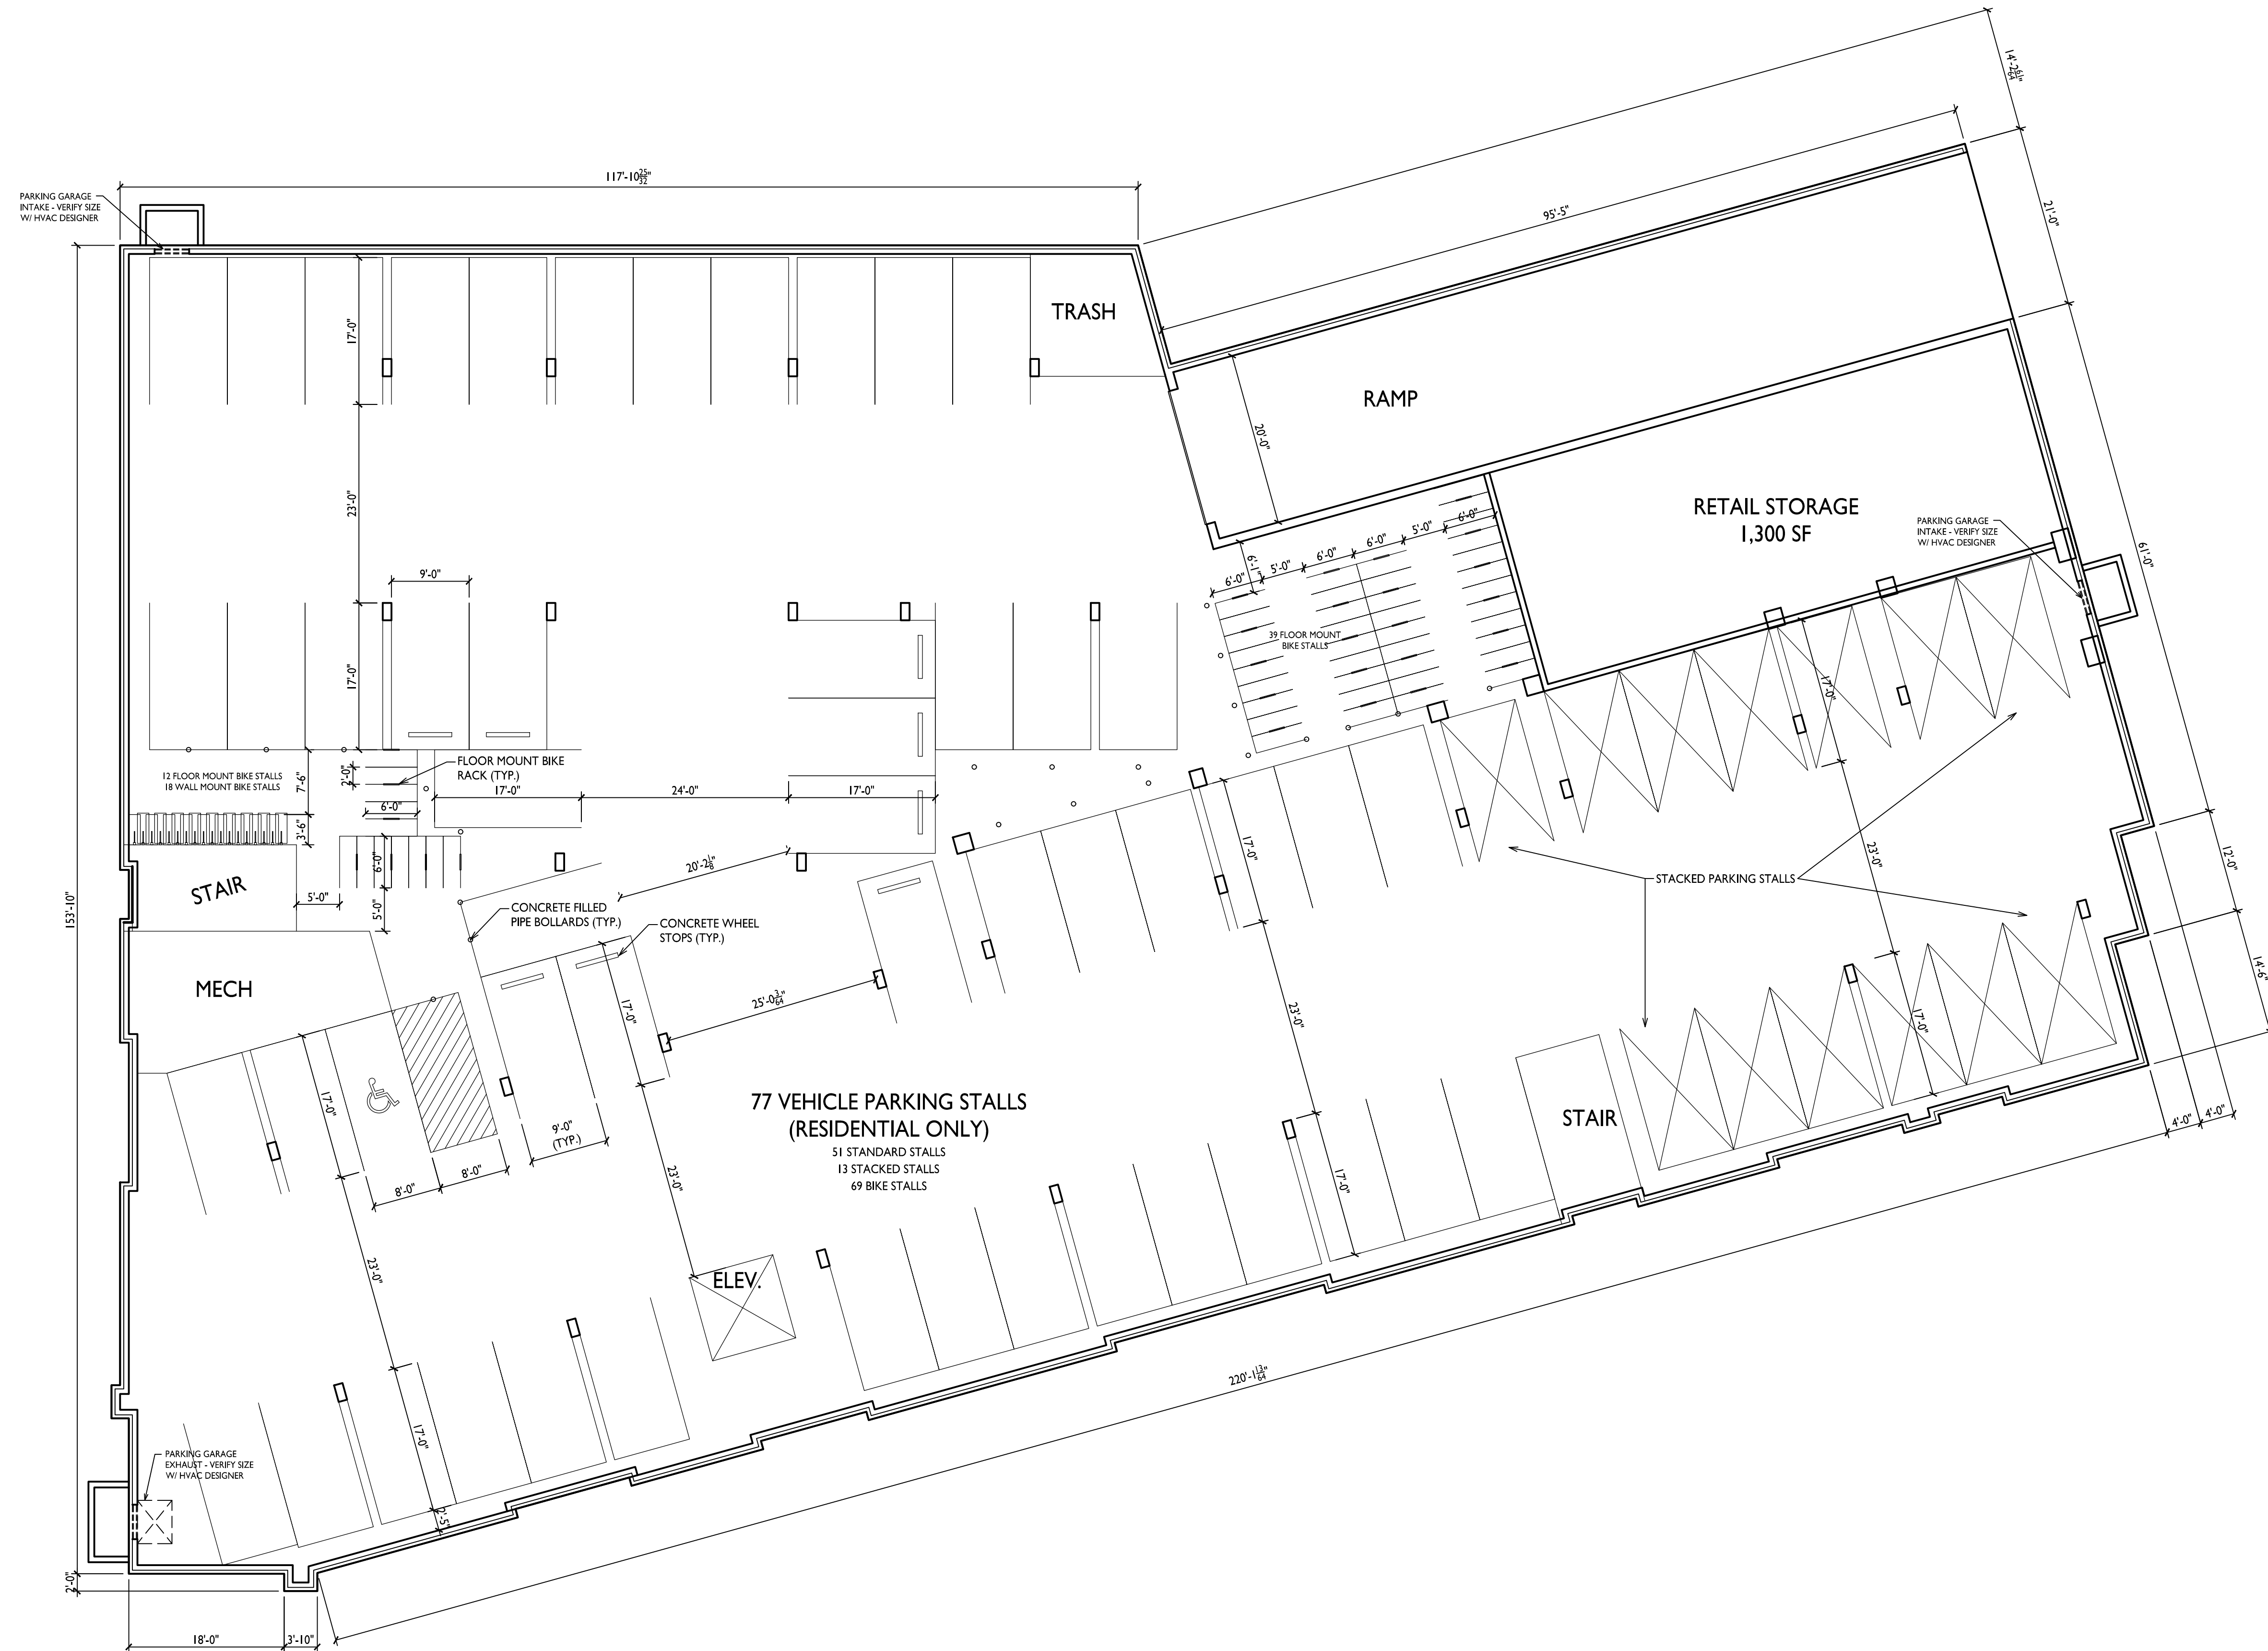 14'-2 61/64"
117'-10 25/32"
PARKING GARAGE
INTAKE - VERIFY SIZE
W/ HVAC DESIGNER
95'-5"
21'-0"
TRASH
17'-0"
RAMP
20'-0"
23'-0"
RETAIL STORAGE
1,300 SF
PARKING GARAGE
INTAKE - VERIFY SIZE
W/ HVAC DESIGNER
61'-0"
6'-0"
5'-0"
6'-0"
6'-0"
5'-0"
6'-0"
6'-1"
9'-0"
39 FLOOR MOUNT
BIKE STALLS
17'-0"
17'-0"
FLOOR MOUNT BIKE
RACK (TYP.)
12 FLOOR MOUNT BIKE STALLS
18 WALL MOUNT BIKE STALLS
7'-6"
2'-0"
6'-0"
17'-0"
24'-0"
17'-0"
3'-6"
6'-0"
20'-2 1/8"
17'-0"
23'-0"
12'-0"
STACKED PARKING STALLS
STAIR
5'-0"
5'-0"
153'-10"
CONCRETE FILLED
PIPE BOLLARDS (TYP.)
CONCRETE WHEEL
STOPS (TYP.)
14'-6"
MECH
25'-0 3/64"
17'-0"
23'-0"
17'-0"
17'-0"
77 VEHICLE PARKING STALLS
(RESIDENTIAL ONLY)
51 STANDARD STALLS
13 STACKED STALLS
69 BIKE STALLS
STAIR
4'-0"
4'-0"
9'-0"
(TYP.)
8'-0"
8'-0"
23'-0"
17'-0"
23'-0"
ELEV.
220'-1 13/64"
17'-0"
PARKING GARAGE
EXHAUST - VERIFY SIZE
W/ HVAC DESIGNER
2'-5"
2'-0"
18'-0"
3'-10"